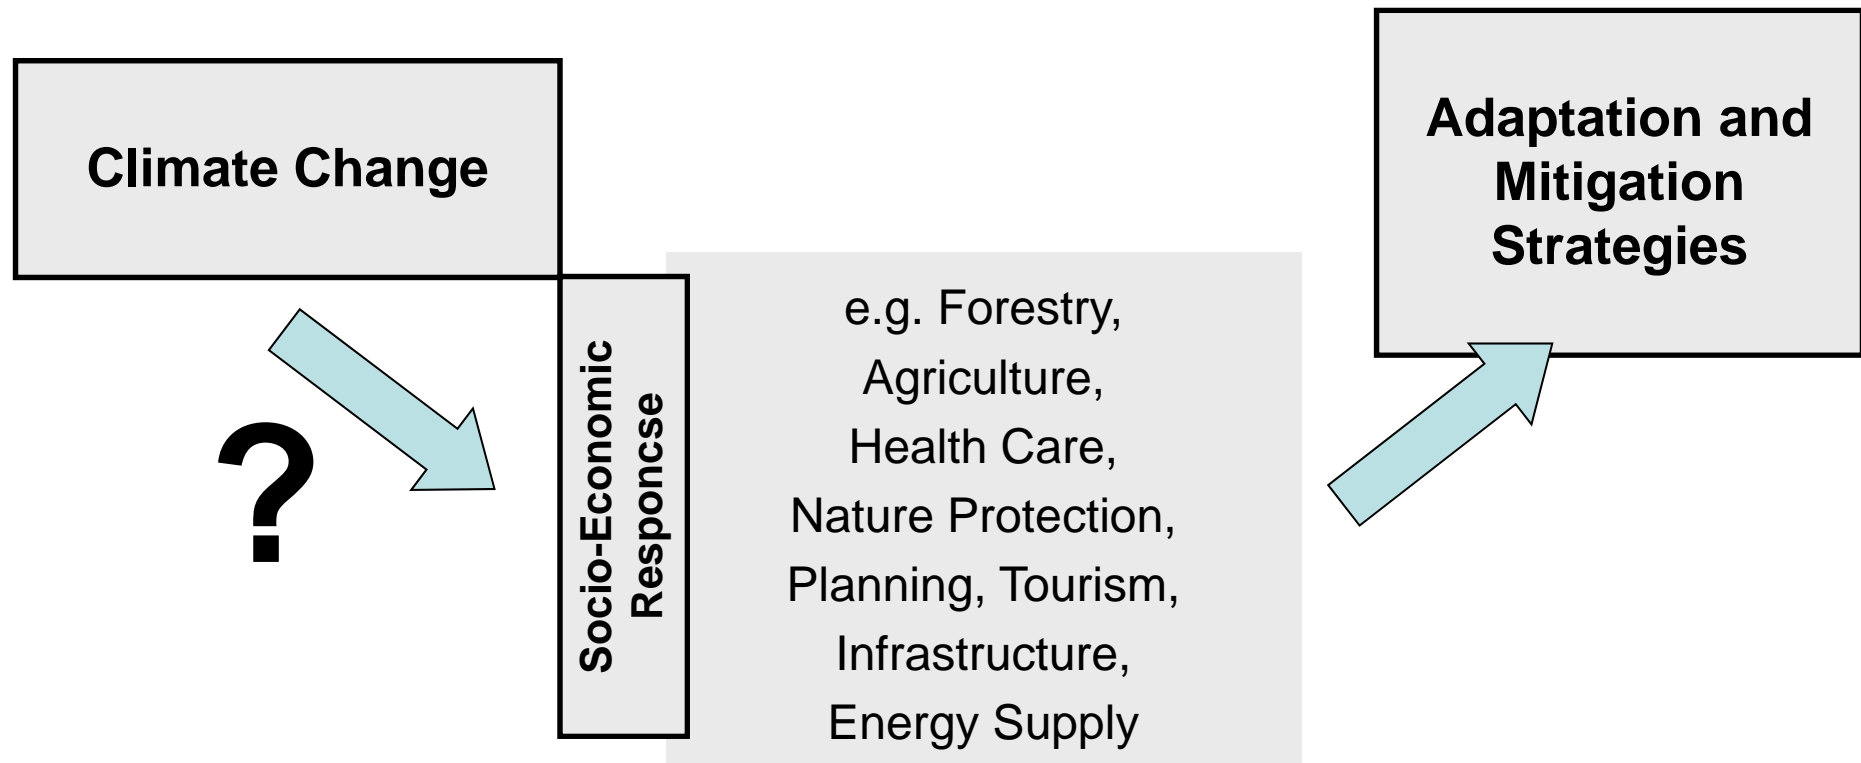 Climate Change
?
Socio-Economic
Responcse
e.g. Forestry,
Agriculture,
Health Care,
Nature Protection,
Planning, Tourism,
Infrastructure,
Energy Supply
Adaptation and
Mitigation
Strategies